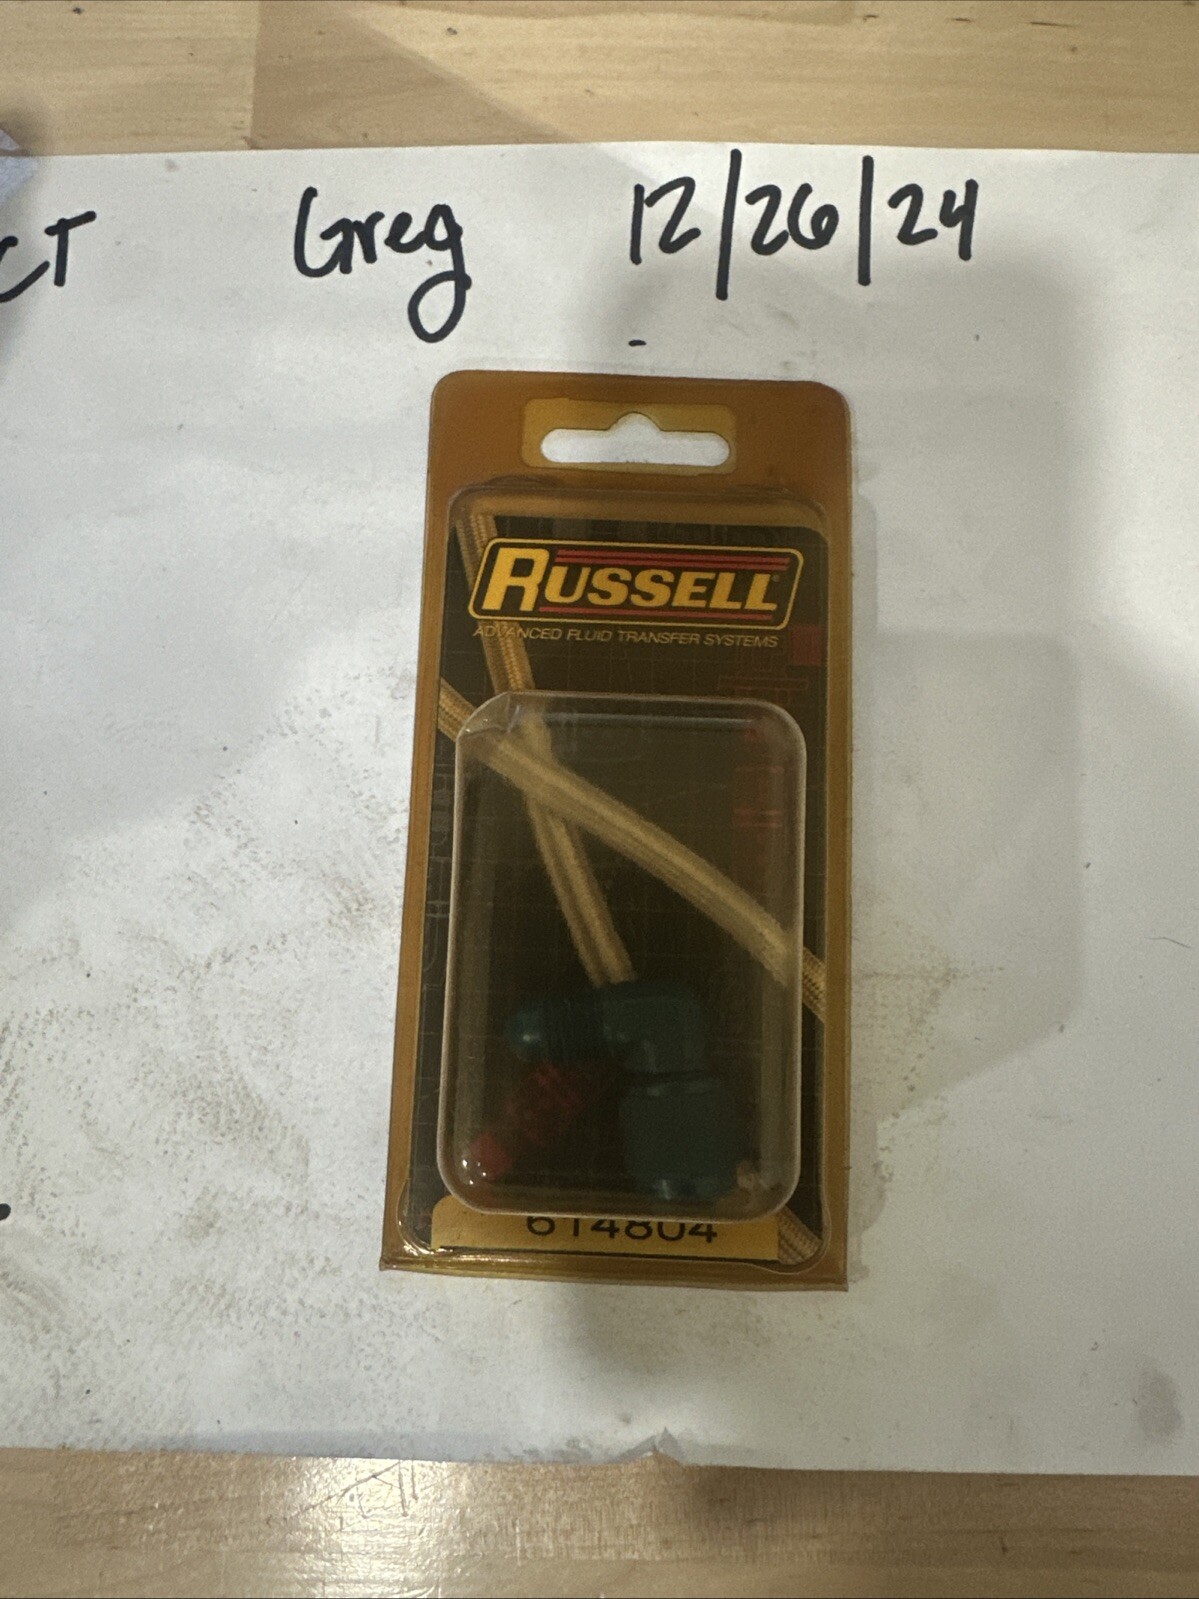 CT Greg 12/26/24
RUSSELL
ADVANCED FLUID TRANSFER SYSTEMS
614804